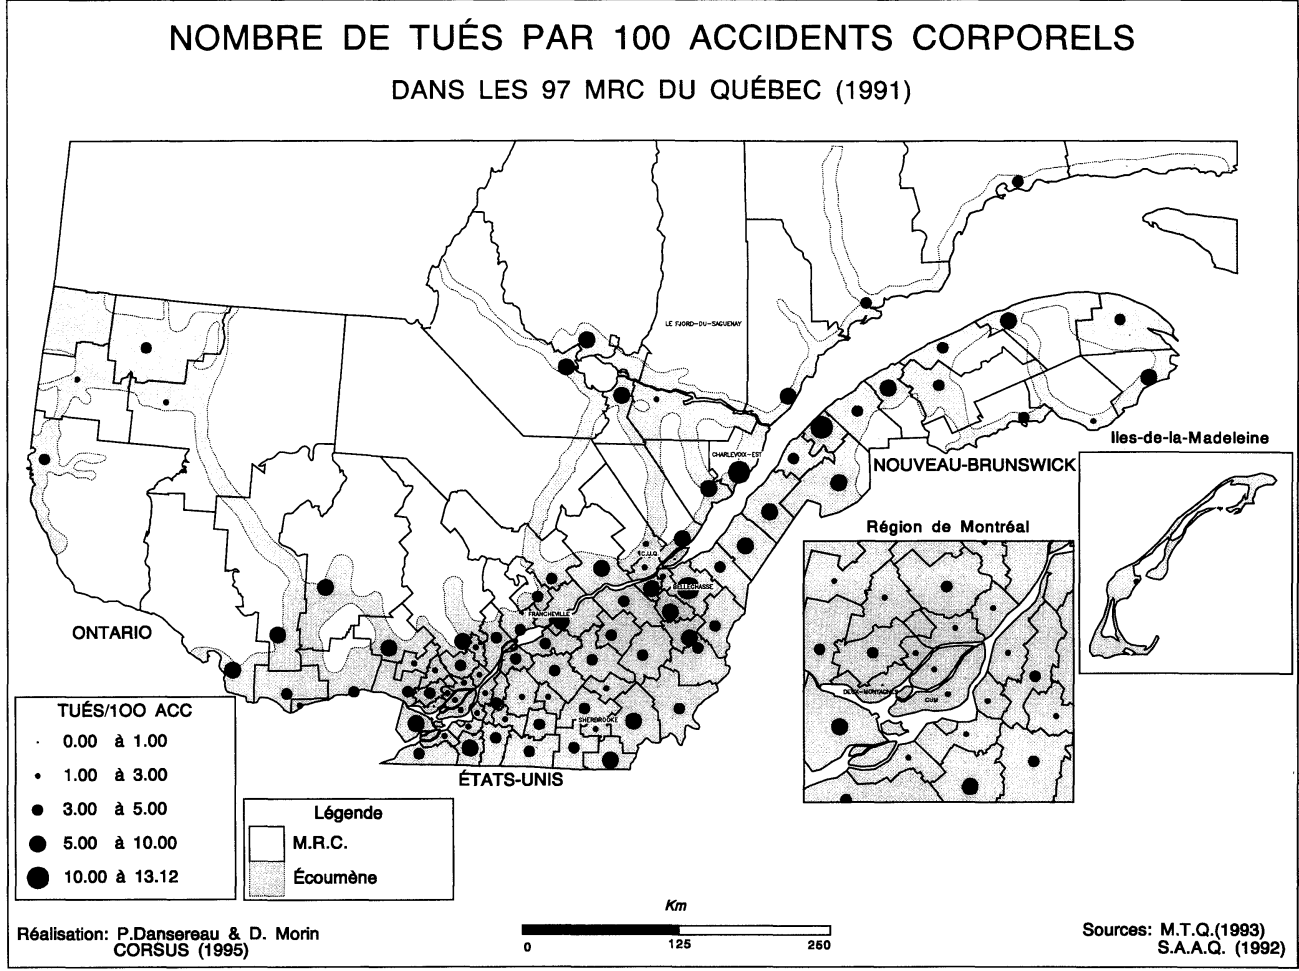 NOMBRE DE TUÉS PAR 100 ACCIDENTS CORPORELS
DANS LES 97 MRC DU QUÉBEC (1991)
LE FJORD-DU-SAGUENAY
CHARLEVOIX-EST
Iles-de-la-Madeleine
NOUVEAU-BRUNSWICK
Région de Montréal
C.U.Q.
BELLECHASSE
FRANCHEVILLE
ONTARIO
DEUX-MONTAGNES
CUM
SHERBROOKE
ÉTATS-UNIS
TUÉS/100 ACC
0.00 à 1.00
1.00 à 3.00
3.00 à 5.00
5.00 à 10.00
10.00 à 13.12
Légende
M.R.C.
Écoumène
Km
0 125 250
Réalisation: P.Dansereau & D. Morin
CORSUS (1995)
Sources: M.T.Q.(1993)
S.A.A.Q. (1992)